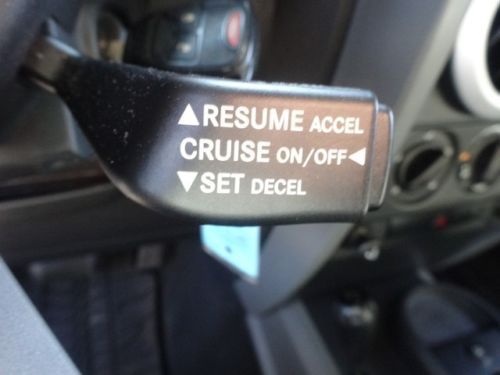 ▲RESUME ACCEL
CRUISE ON/OFF◄
▼SET DECEL